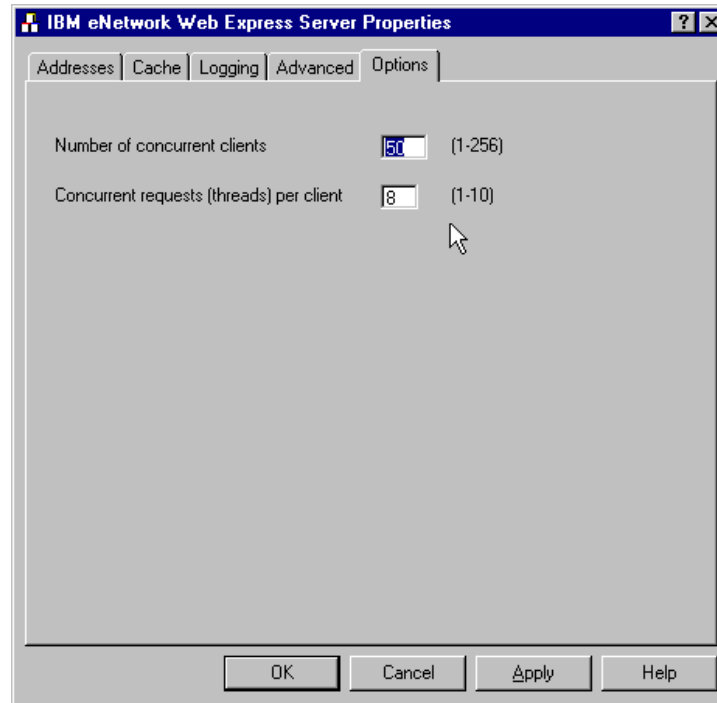 IBM eNetwork Web Express Server Properties
Addresses Cache Logging Advanced Options
Number of concurrent clients 50 (1-256)
Concurrent requests (threads) per client 8 (1-10)
OK Cancel Apply Help